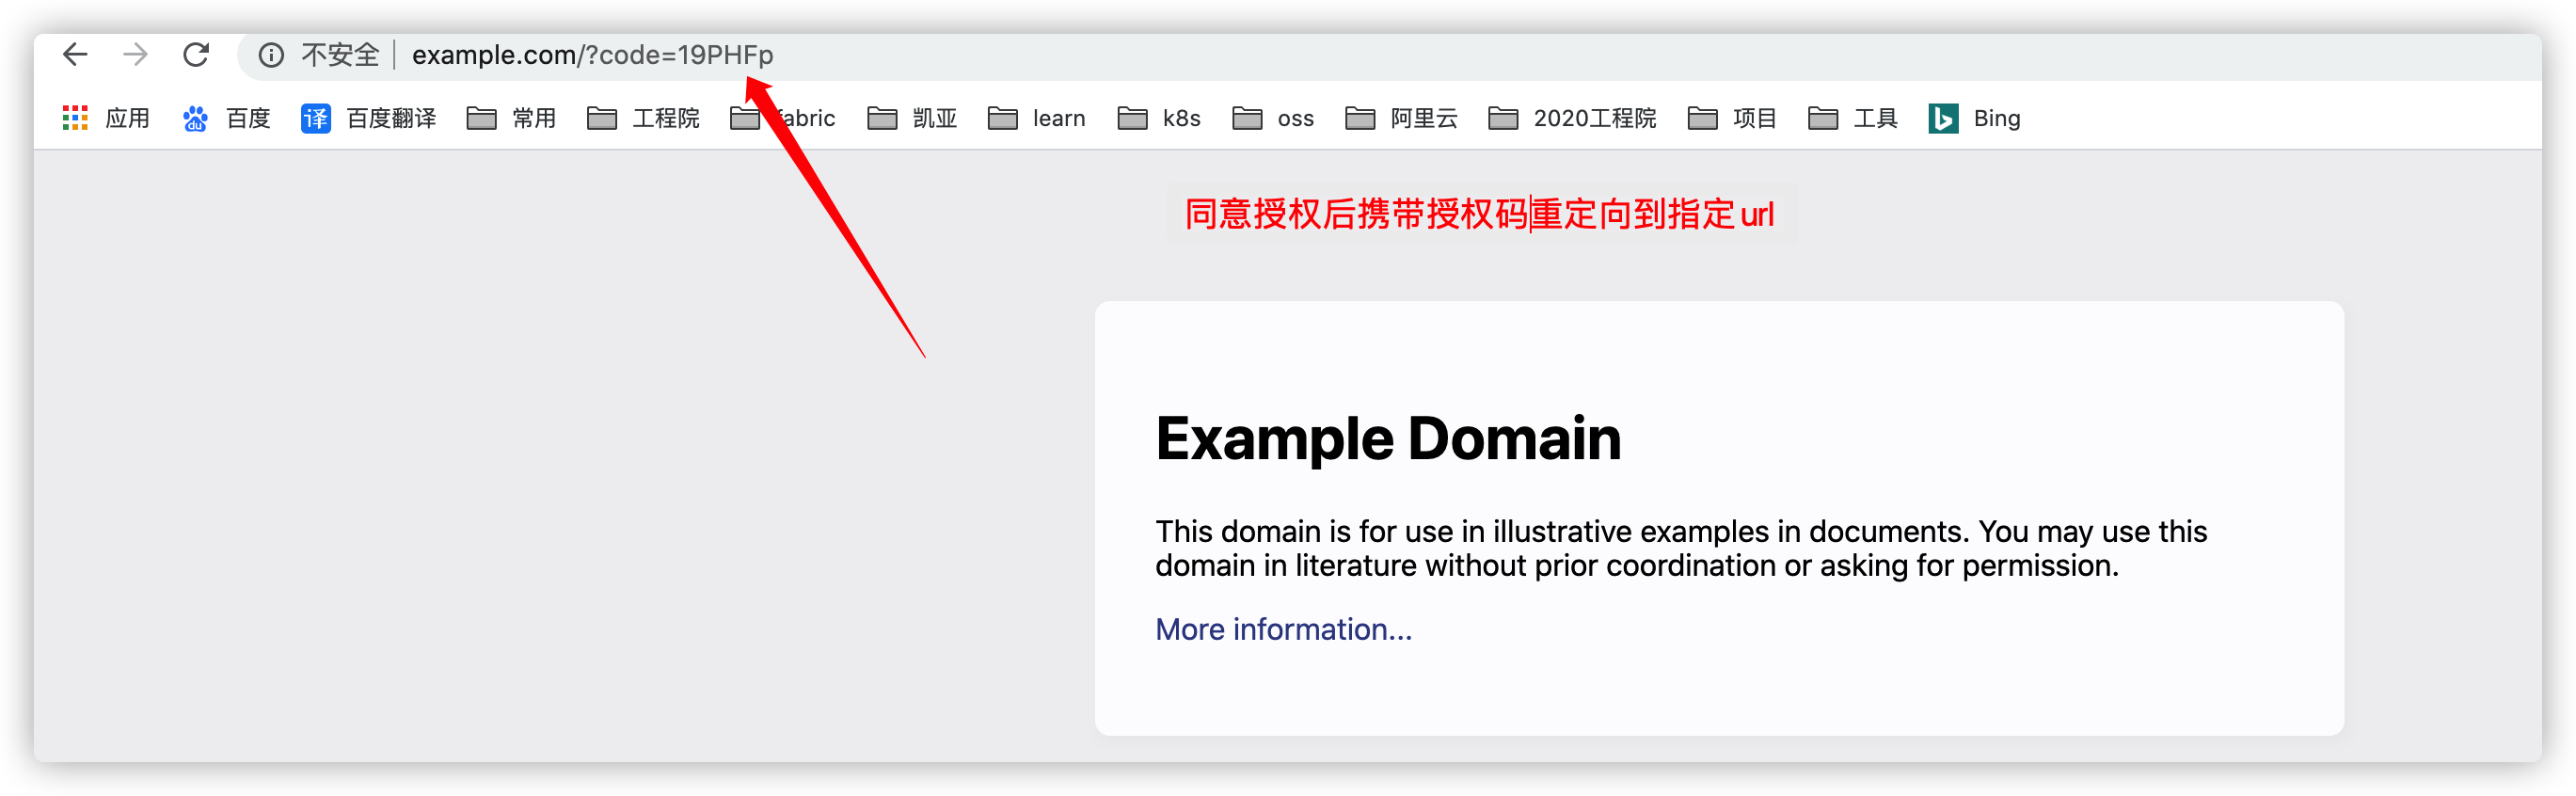 不安全 example.com/?code=19PHFp
应用 百度 译 百度翻译 常用 工程院 fabric 凯亚 learn k8s oss 阿里云 2020工程院 项目 工具 Bing
同意授权后携带授权码重定向到指定url
Example Domain
This domain is for use in illustrative examples in documents. You may use this
domain in literature without prior coordination or asking for permission.
More information...